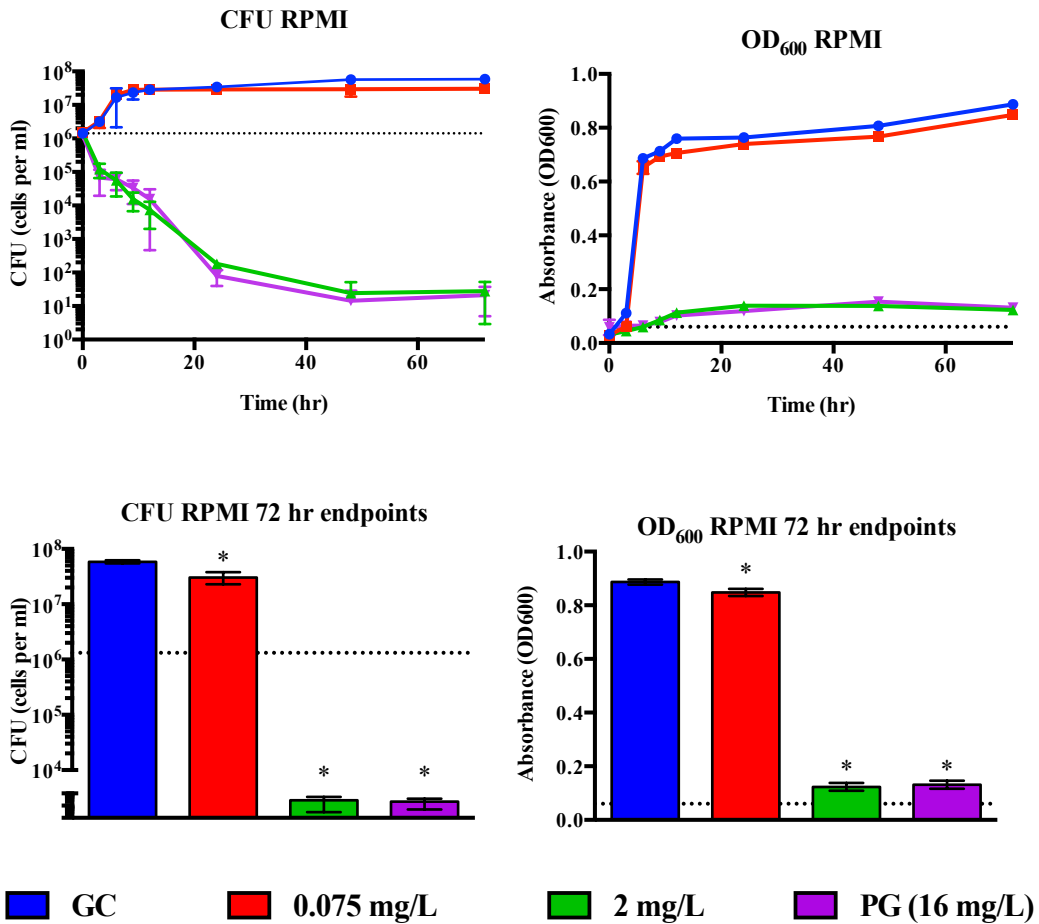 CFU RPMI
10⁸
10⁷
10⁶
10⁵
10⁴
10³
10²
10¹
10⁰
CFU (cells per ml)
0 20 40 60
Time (hr)
OD₆₀₀ RPMI
1.0
0.8
0.6
0.4
0.2
0.0
Absorbance (OD600)
0 20 40 60
Time (hr)
CFU RPMI 72 hr endpoints
10⁸
10⁷
10⁶
10⁵
10⁴
CFU (cells per ml)
*
* *
OD₆₀₀ RPMI 72 hr endpoints
1.0
0.8
0.6
0.4
0.2
0.0
Absorbance (OD600)
*
* *
GC 0.075 mg/L 2 mg/L PG (16 mg/L)